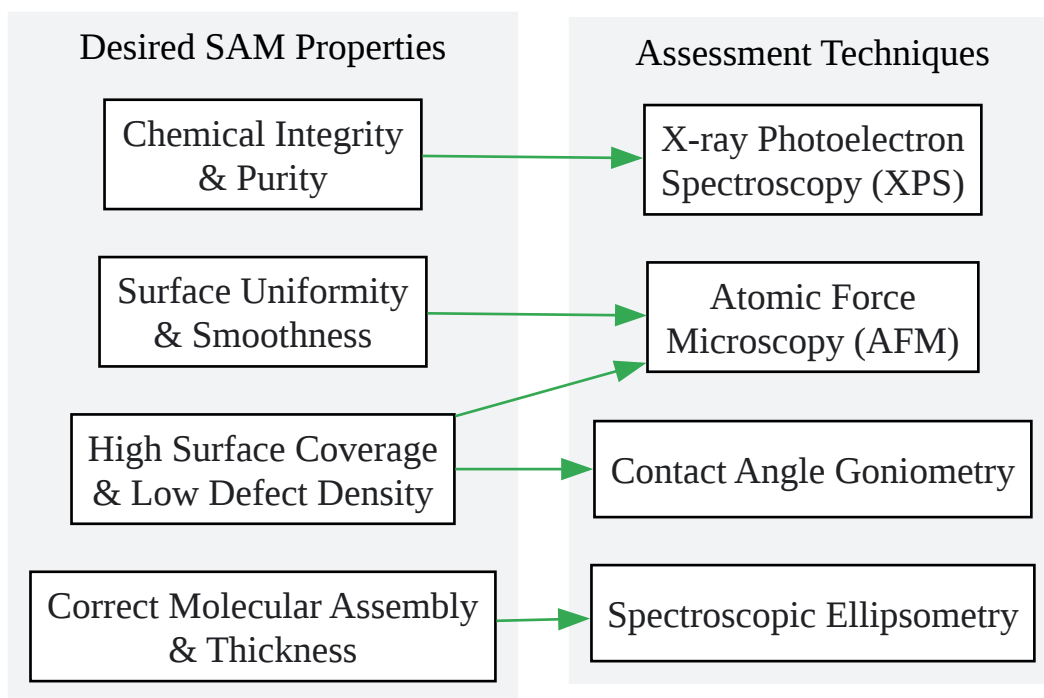 Desired SAM Properties
Chemical Integrity
& Purity
Surface Uniformity
& Smoothness
High Surface Coverage
& Low Defect Density
Correct Molecular Assembly
& Thickness
Assessment Techniques
X-ray Photoelectron
Spectroscopy (XPS)
Atomic Force
Microscopy (AFM)
Contact Angle Goniometry
Spectroscopic Ellipsometry